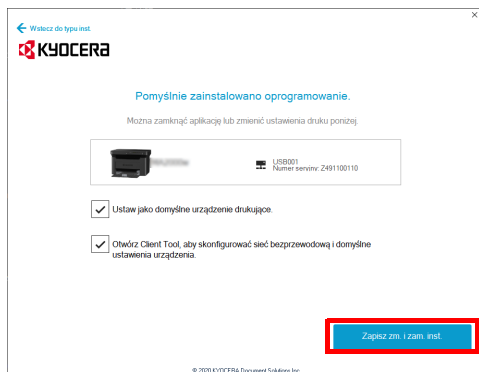 Wstecz do typu inst.
KYOCERA
Pomyślnie zainstalowano oprogramowanie.
Można zamknąć aplikację lub zmienić ustawienia druku poniżej.
USB001
Numer seryjny: Z491100110
Ustaw jako domyślne urządzenie drukujące.
Otwórz Client Tool, aby skonfigurować sieć bezprzewodową i domyślne
ustawienia urządzenia.
Zapisz zm. i zam. inst.
© 2020 KYOCERA Document Solutions Inc.